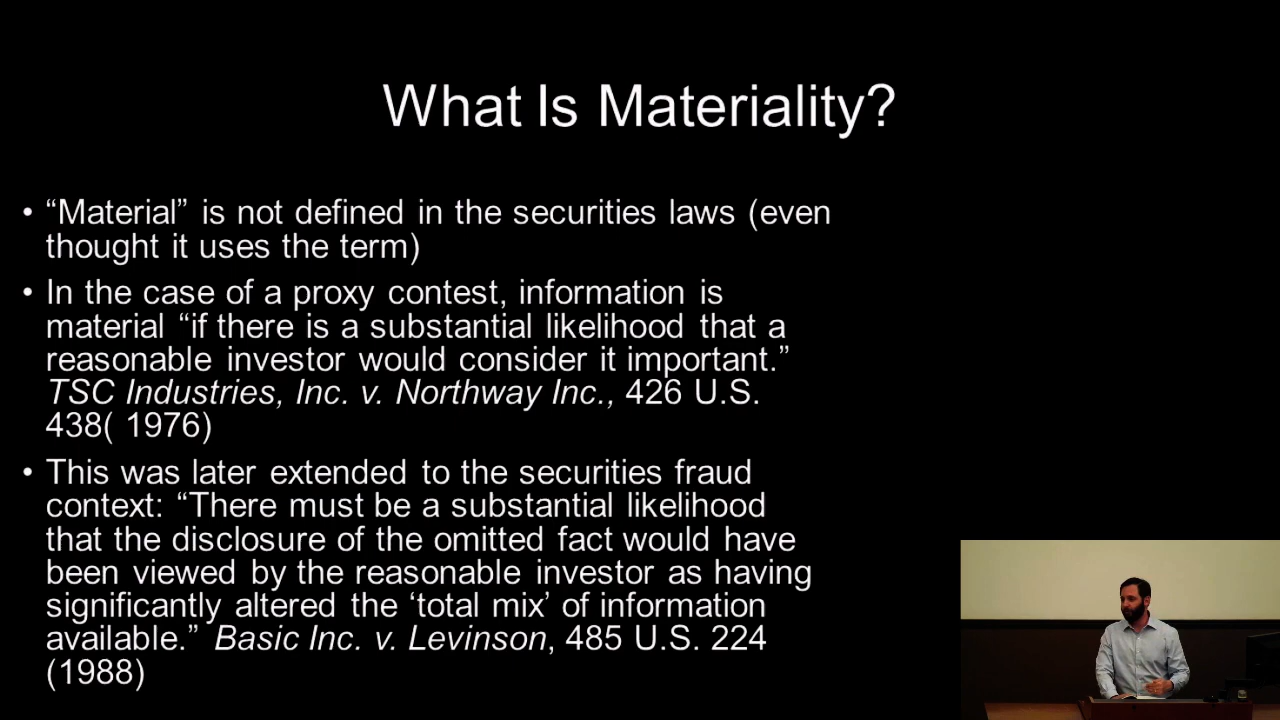 What Is Materiality?
• “Material” is not defined in the securities laws (even
thought it uses the term)
• In the case of a proxy contest, information is
material “if there is a substantial likelihood that a
reasonable investor would consider it important.”
TSC Industries, Inc. v. Northway Inc., 426 U.S.
438( 1976)
• This was later extended to the securities fraud
context: “There must be a substantial likelihood
that the disclosure of the omitted fact would have
been viewed by the reasonable investor as having
significantly altered the ‘total mix’ of information
available.” Basic Inc. v. Levinson, 485 U.S. 224
(1988)